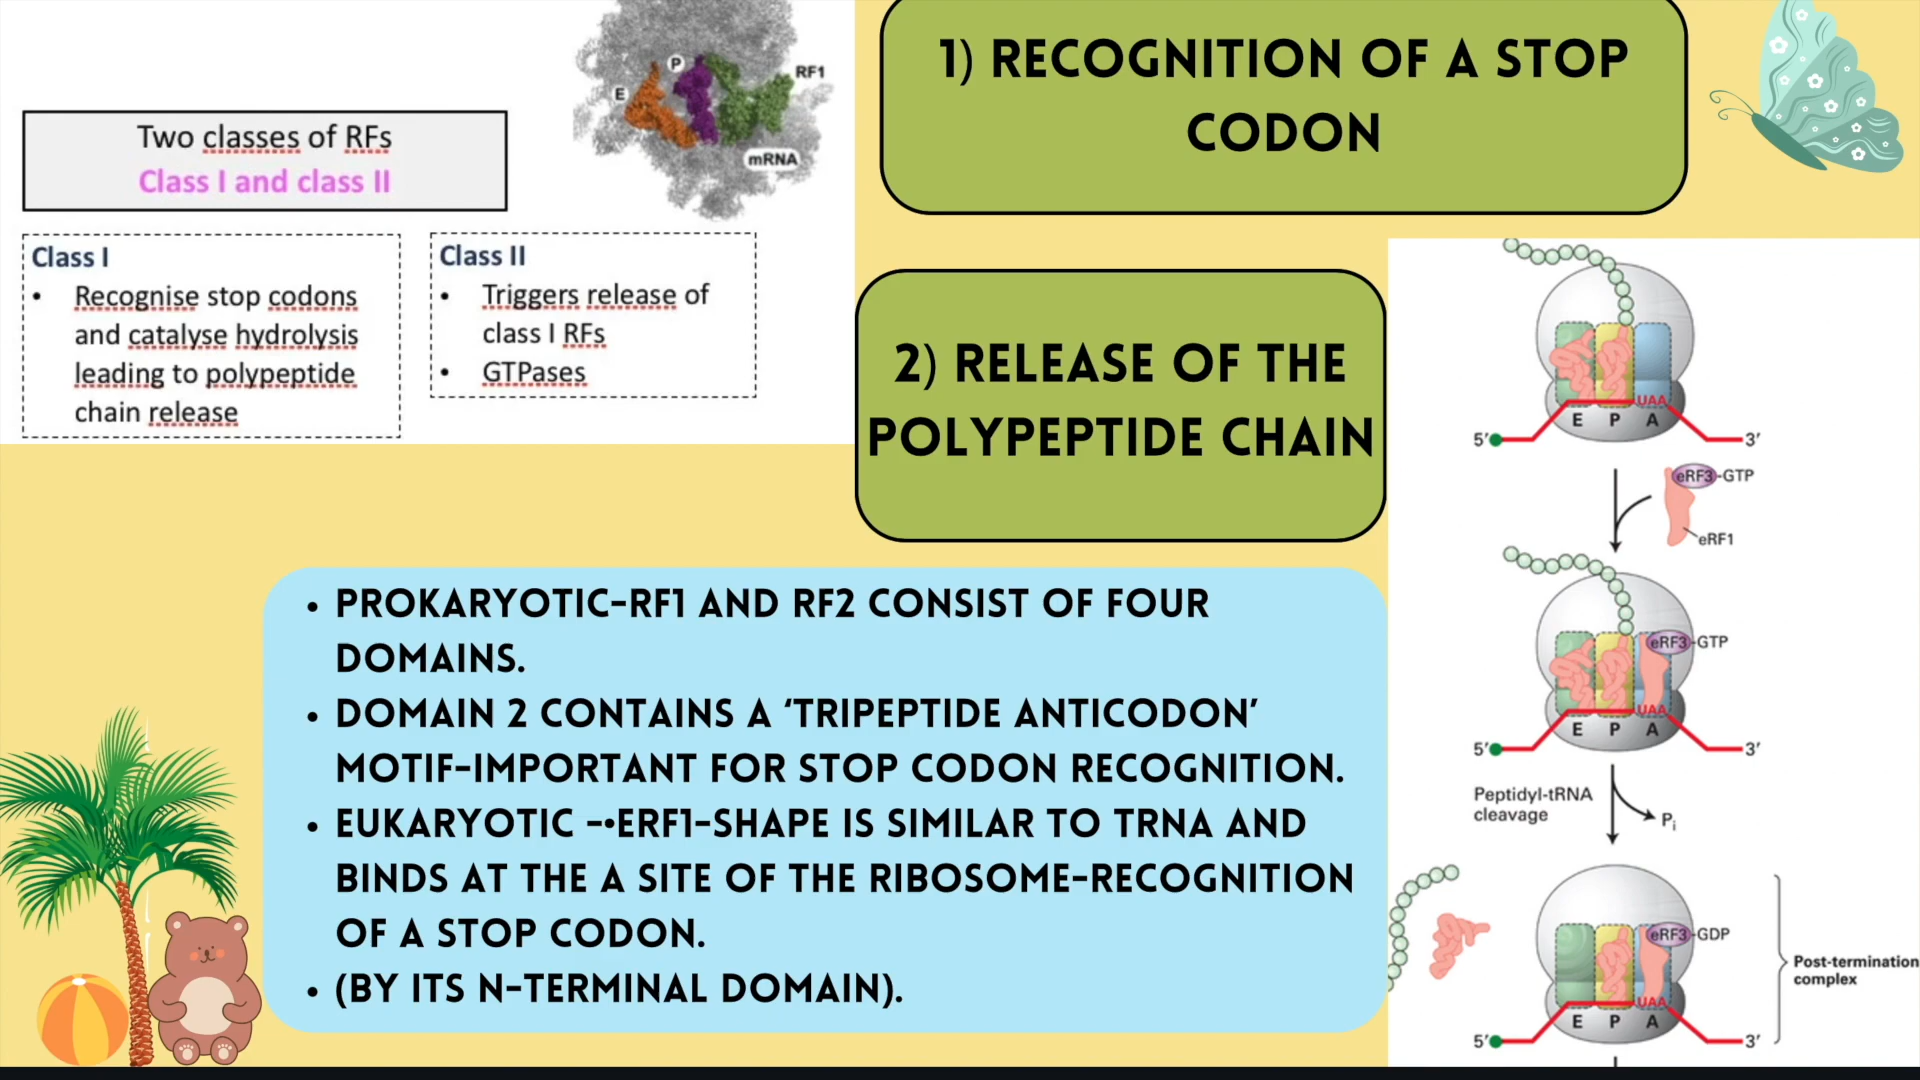 Two classes of RFs
Class I and class II
E
P
RF1
mRNA
Class I
• Recognise stop codons
and catalyse hydrolysis
leading to polypeptide
chain release
Class II
• Triggers release of
class I RFs
• GTPases
1) RECOGNITION OF A STOP
CODON
2) RELEASE OF THE
POLYPEPTIDE CHAIN
• PROKARYOTIC-RF1 AND RF2 CONSIST OF FOUR
DOMAINS.
• DOMAIN 2 CONTAINS A ‘TRIPEPTIDE ANTICODON’
MOTIF-IMPORTANT FOR STOP CODON RECOGNITION.
• EUKARYOTIC -•ERF1-SHAPE IS SIMILAR TO TRNA AND
BINDS AT THE A SITE OF THE RIBOSOME-RECOGNITION
OF A STOP CODON.
• (BY ITS N-TERMINAL DOMAIN).
UAA
E P A
5′ 3′
eRF3-GTP
eRF1
eRF3-GTP
UAA
E P A
5′ 3′
Peptidyl-tRNA
cleavage
Pi
eRF3-GDP
UAA
E P A
5′ 3′
Post-termination
complex